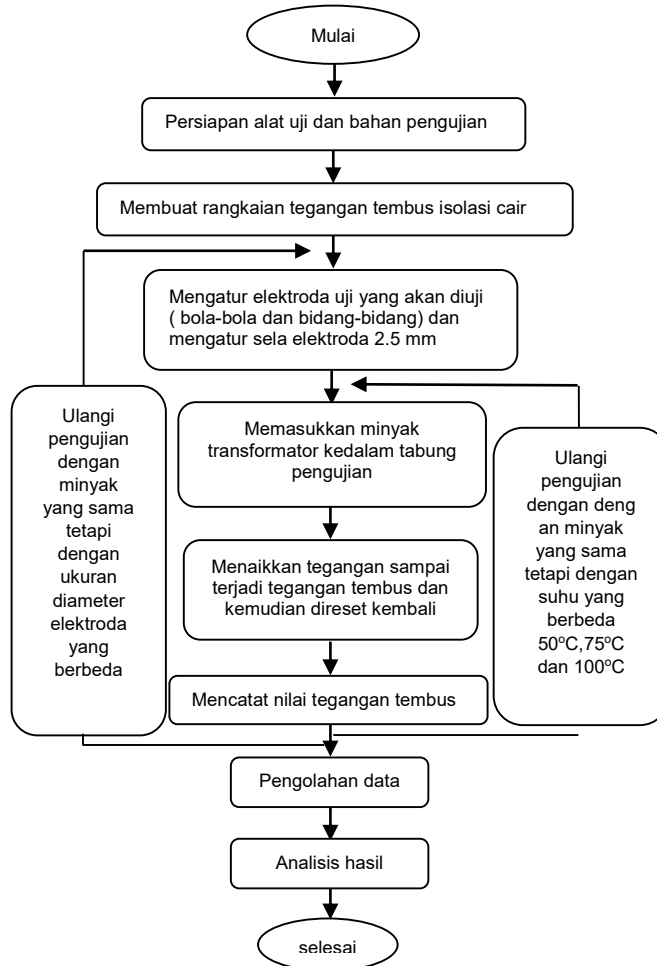 Mulai
Persiapan alat uji dan bahan pengujian
Membuat rangkaian tegangan tembus isolasi cair
Mengatur elektroda uji yang akan diuji
( bola-bola dan bidang-bidang) dan
mengatur sela elektroda 2.5 mm
Ulangi
pengujian
dengan
minyak
yang sama
tetapi
dengan
ukuran
diameter
elektroda
yang
berbeda
Memasukkan minyak
transformator kedalam tabung
pengujian
Ulangi
pengujian
dengan deng
an minyak
yang sama
tetapi dengan
suhu yang
berbeda
50°C,75°C
dan 100°C
Menaikkan tegangan sampai
terjadi tegangan tembus dan
kemudian direset kembali
Mencatat nilai tegangan tembus
Pengolahan data
Analisis hasil
selesai